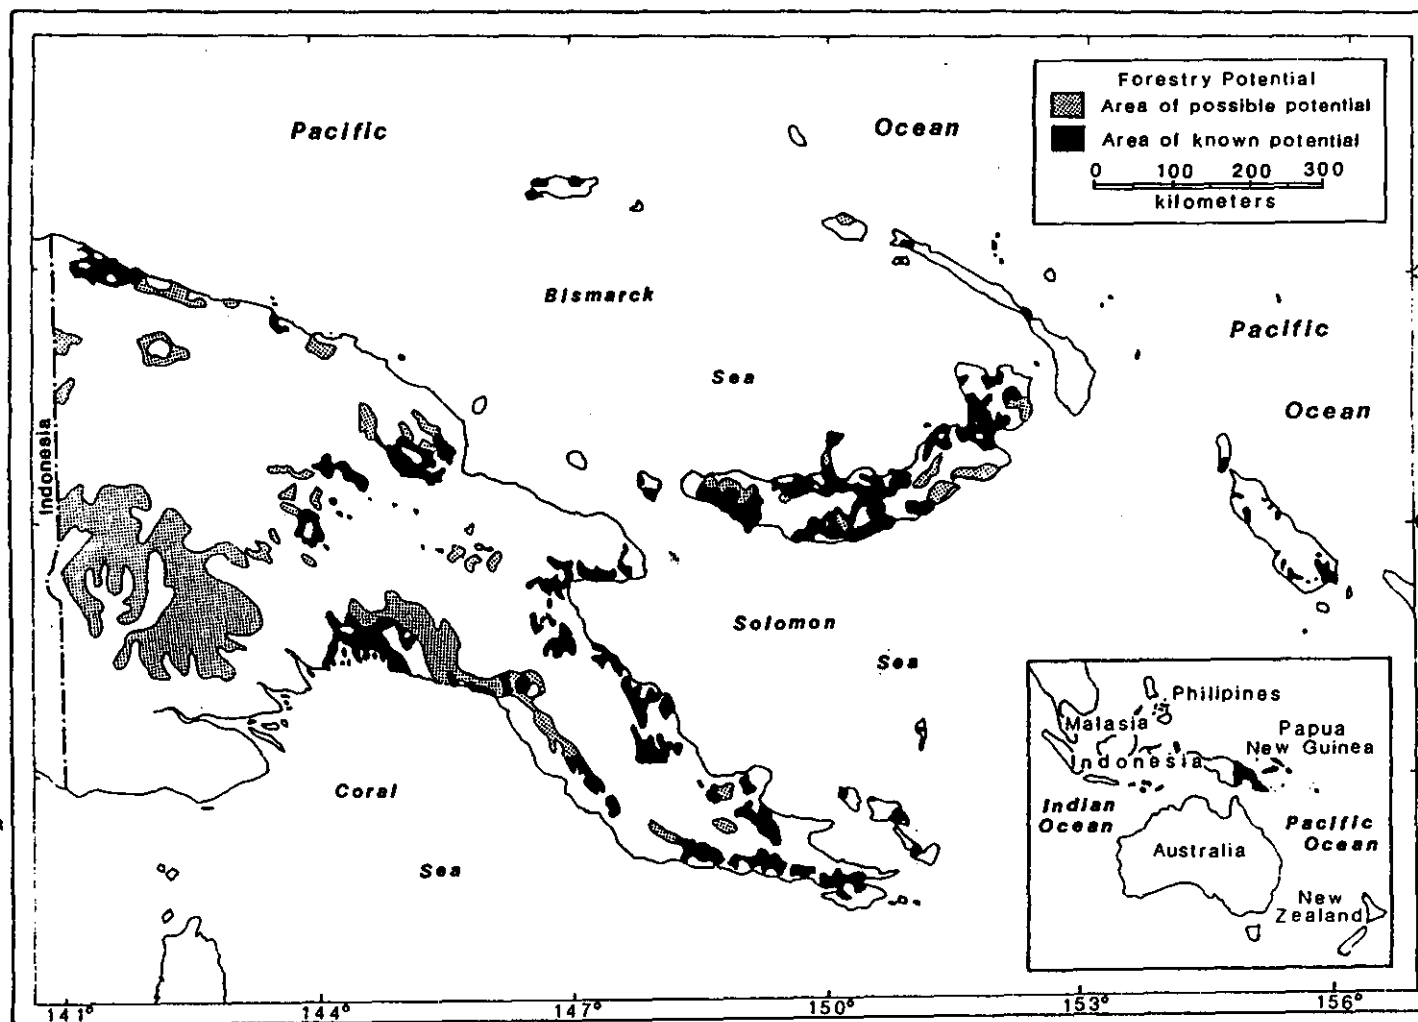 Forestry Potential
Area of possible potential
Area of known potential
0 100 200 300
kilometers
Pacific
Ocean
Bismarck
Sea
Pacific
Ocean
Indonesia
Solomon
Sea
Coral
Sea
Philipines
Malasia
Papua
New Guinea
Indonesia
Indian
Ocean
Pacific
Ocean
Australia
New
Zealand
141° 144° 147° 150° 153° 156°